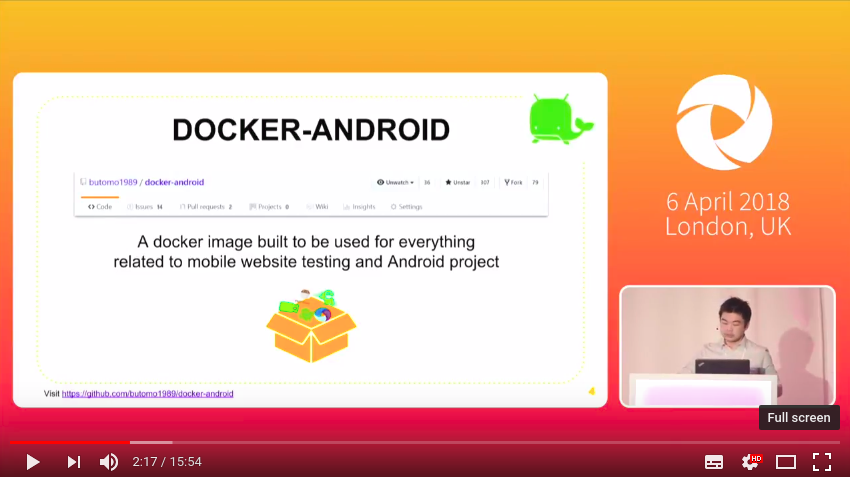 DOCKER-ANDROID
butomo1989 / docker-android
Unwatch 36 Unstar 307 Fork 79
Code Issues 14 Pull requests 2 Projects 0 Wiki Insights Settings
A docker image built to be used for everything
related to mobile website testing and Android project
Visit https://github.com/butomo1989/docker-android
4
6 April 2018
London, UK
Full screen
2:17 / 15:54
HD